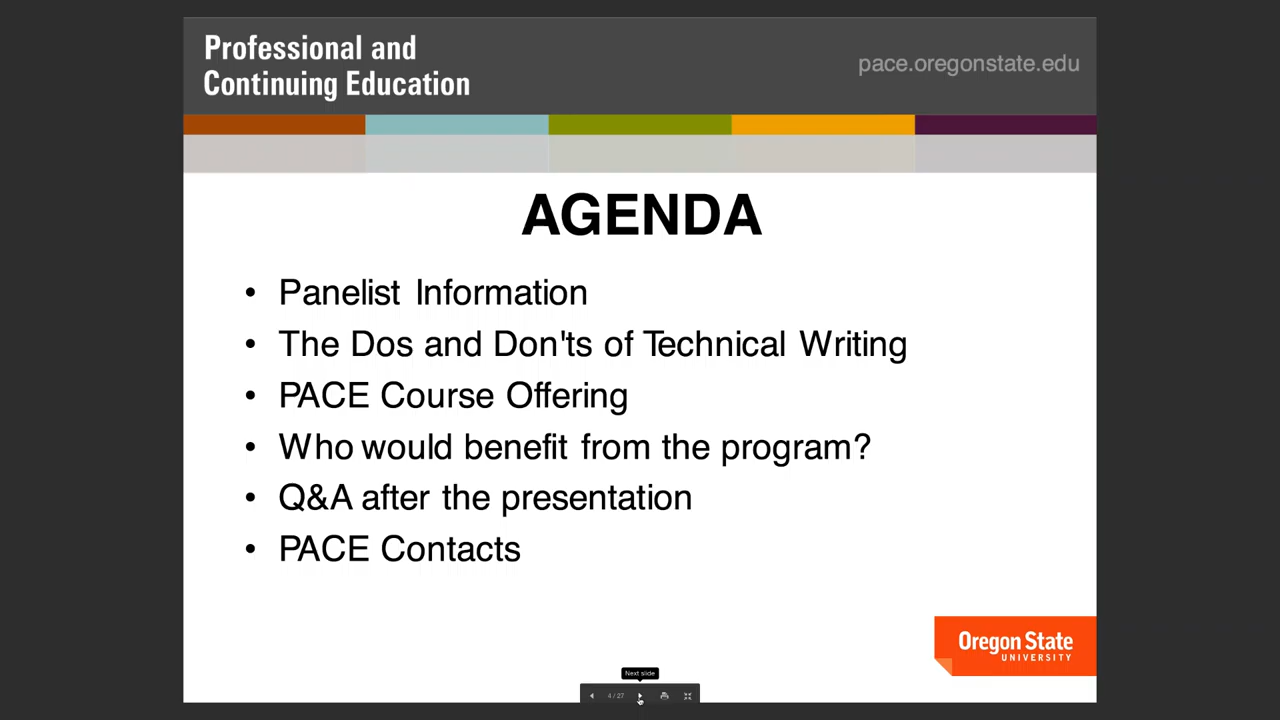 Professional and
Continuing Education
pace.oregonstate.edu
AGENDA
• Panelist Information
• The Dos and Don'ts of Technical Writing
• PACE Course Offering
• Who would benefit from the program?
• Q&A after the presentation
• PACE Contacts
Oregon State
UNIVERSITY
Next slide
4 / 27